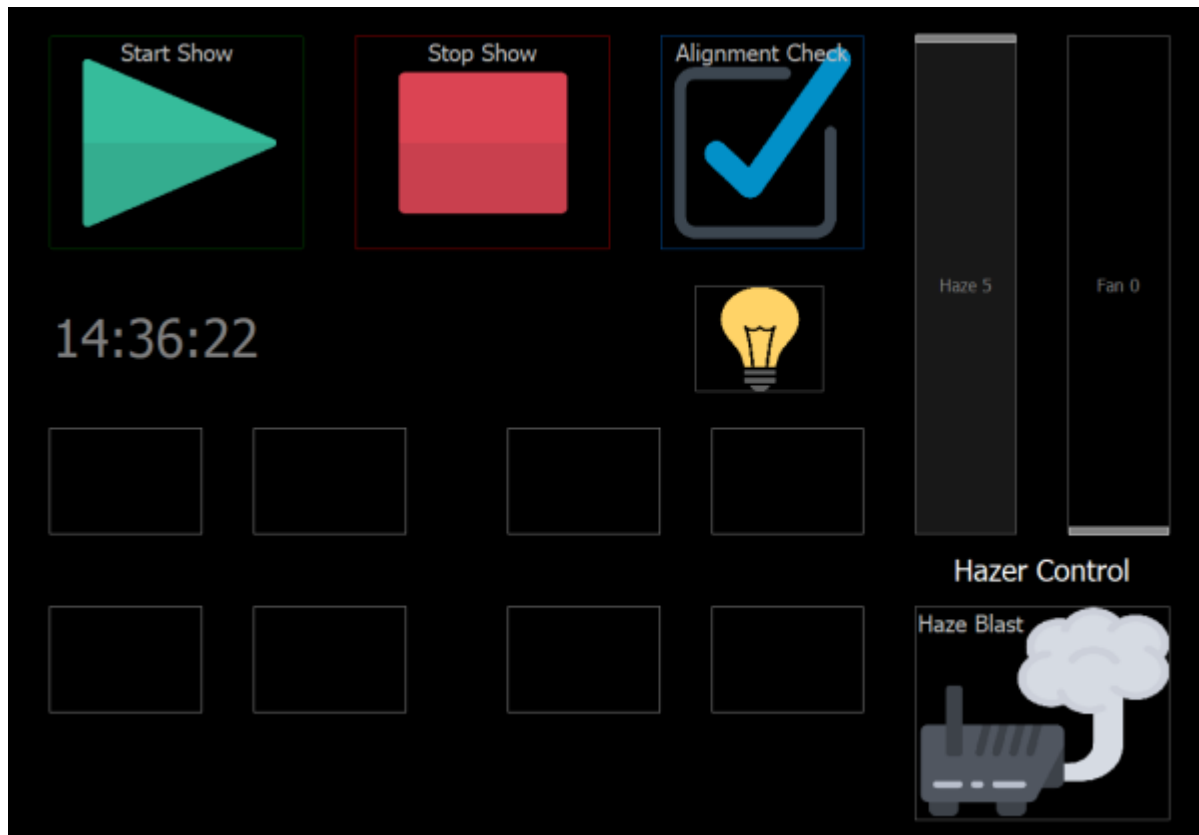 Start Show
Stop Show
Alignment Check
Haze 5
Fan 0
14:36:22
Hazer Control
Haze Blast